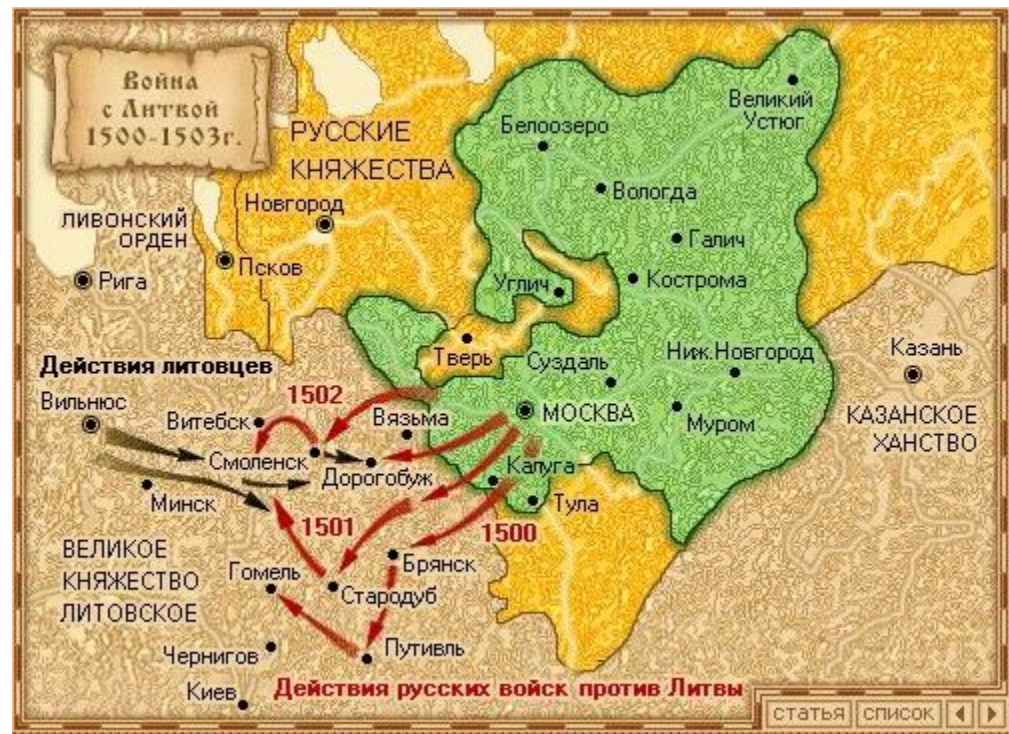 Война
с Литвой
1500-1503г.
РУССКИЕ
КНЯЖЕСТВА
Белоозеро
Великий
Устюг
Вологда
Новгород
ЛИВОНСКИЙ
ОРДЕН
Галич
Псков
Рига
Углич
Кострома
Тверь
Суздаль
Ниж.Новгород
Казань
Действия литовцев
1502
Вильнюс
Витебск
Вязьма
МОСКВА
Муром
КАЗАНСКОЕ
ХАНСТВО
Смоленск
Дорогобуж
Калуга
Минск
Тула
1501
1500
ВЕЛИКОЕ
КНЯЖЕСТВО
ЛИТОВСКОЕ
Гомель
Брянск
Стародуб
Чернигов
Путивль
Киев
Действия русских войск против Литвы
статья
список